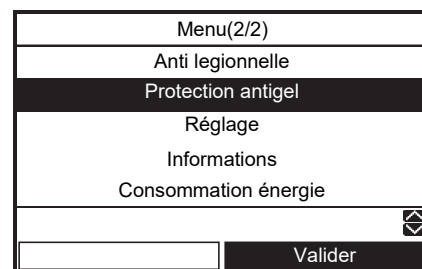 Menu(2/2)
Anti legionnelle
Protection antigel
Réglage
Informations
Consommation énergie
Valider